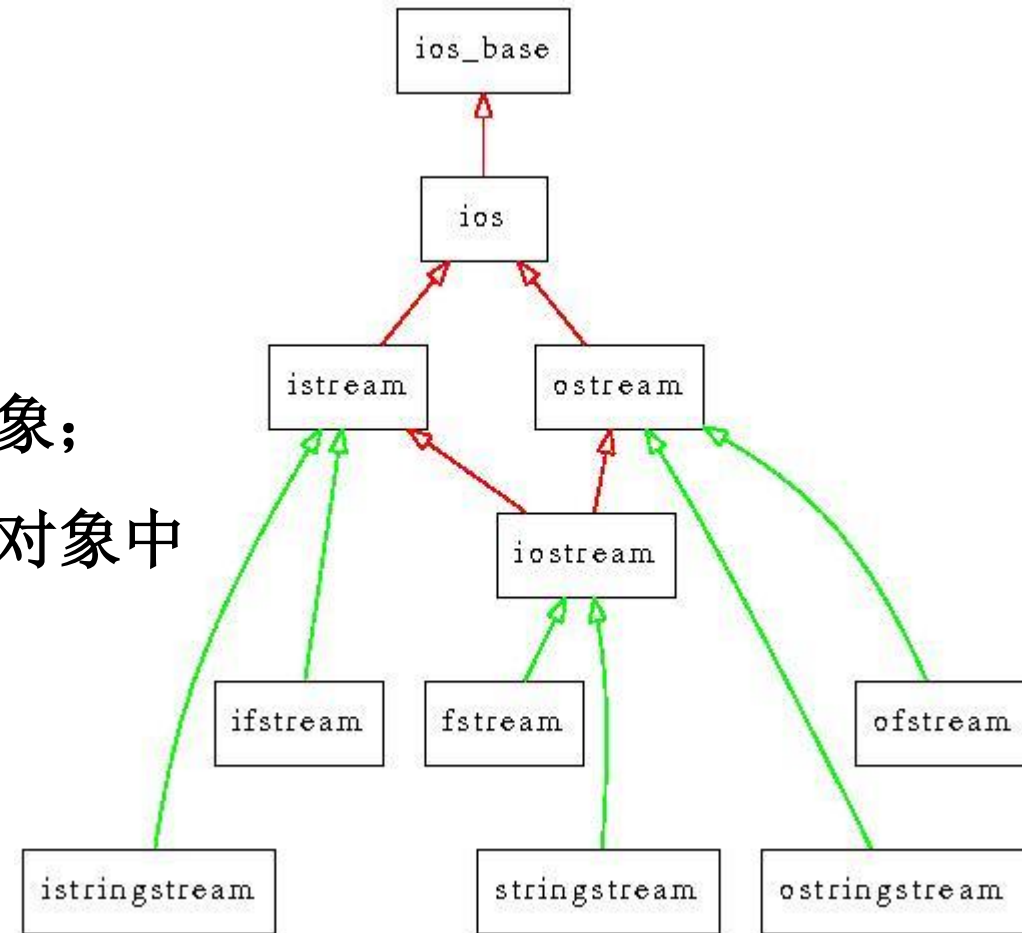 ios_base
ios
istream
ostream
象；
对象中
iostream
ifstream
fstream
ofstream
istringstream
stringstream
ostringstream